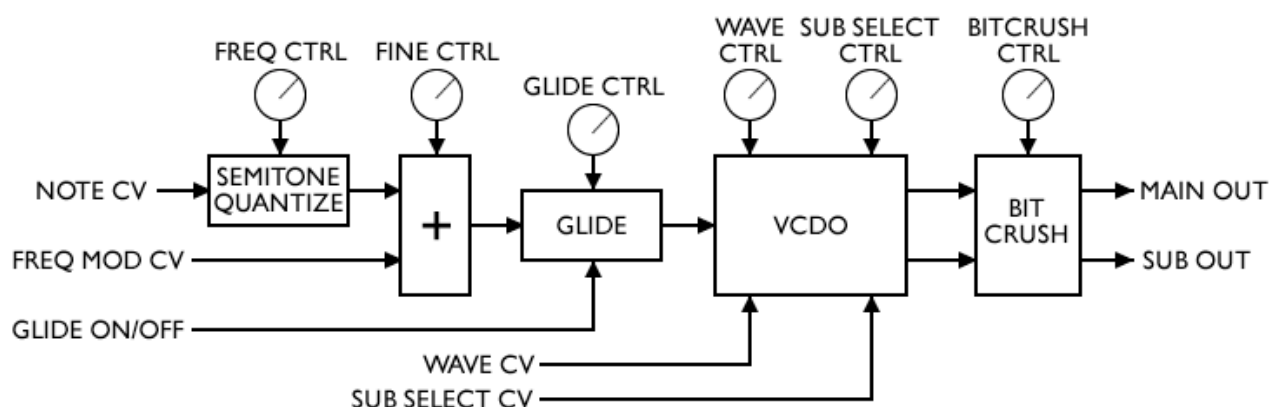 WAVE
CTRL
SUB SELECT
CTRL
BITCRUSH
CTRL
FREQ CTRL
FINE CTRL
GLIDE CTRL
NOTE CV
SEMITONE
QUANTIZE
+
GLIDE
VCDO
BIT
CRUSH
MAIN OUT
SUB OUT
FREQ MOD CV
GLIDE ON/OFF
WAVE CV
SUB SELECT CV